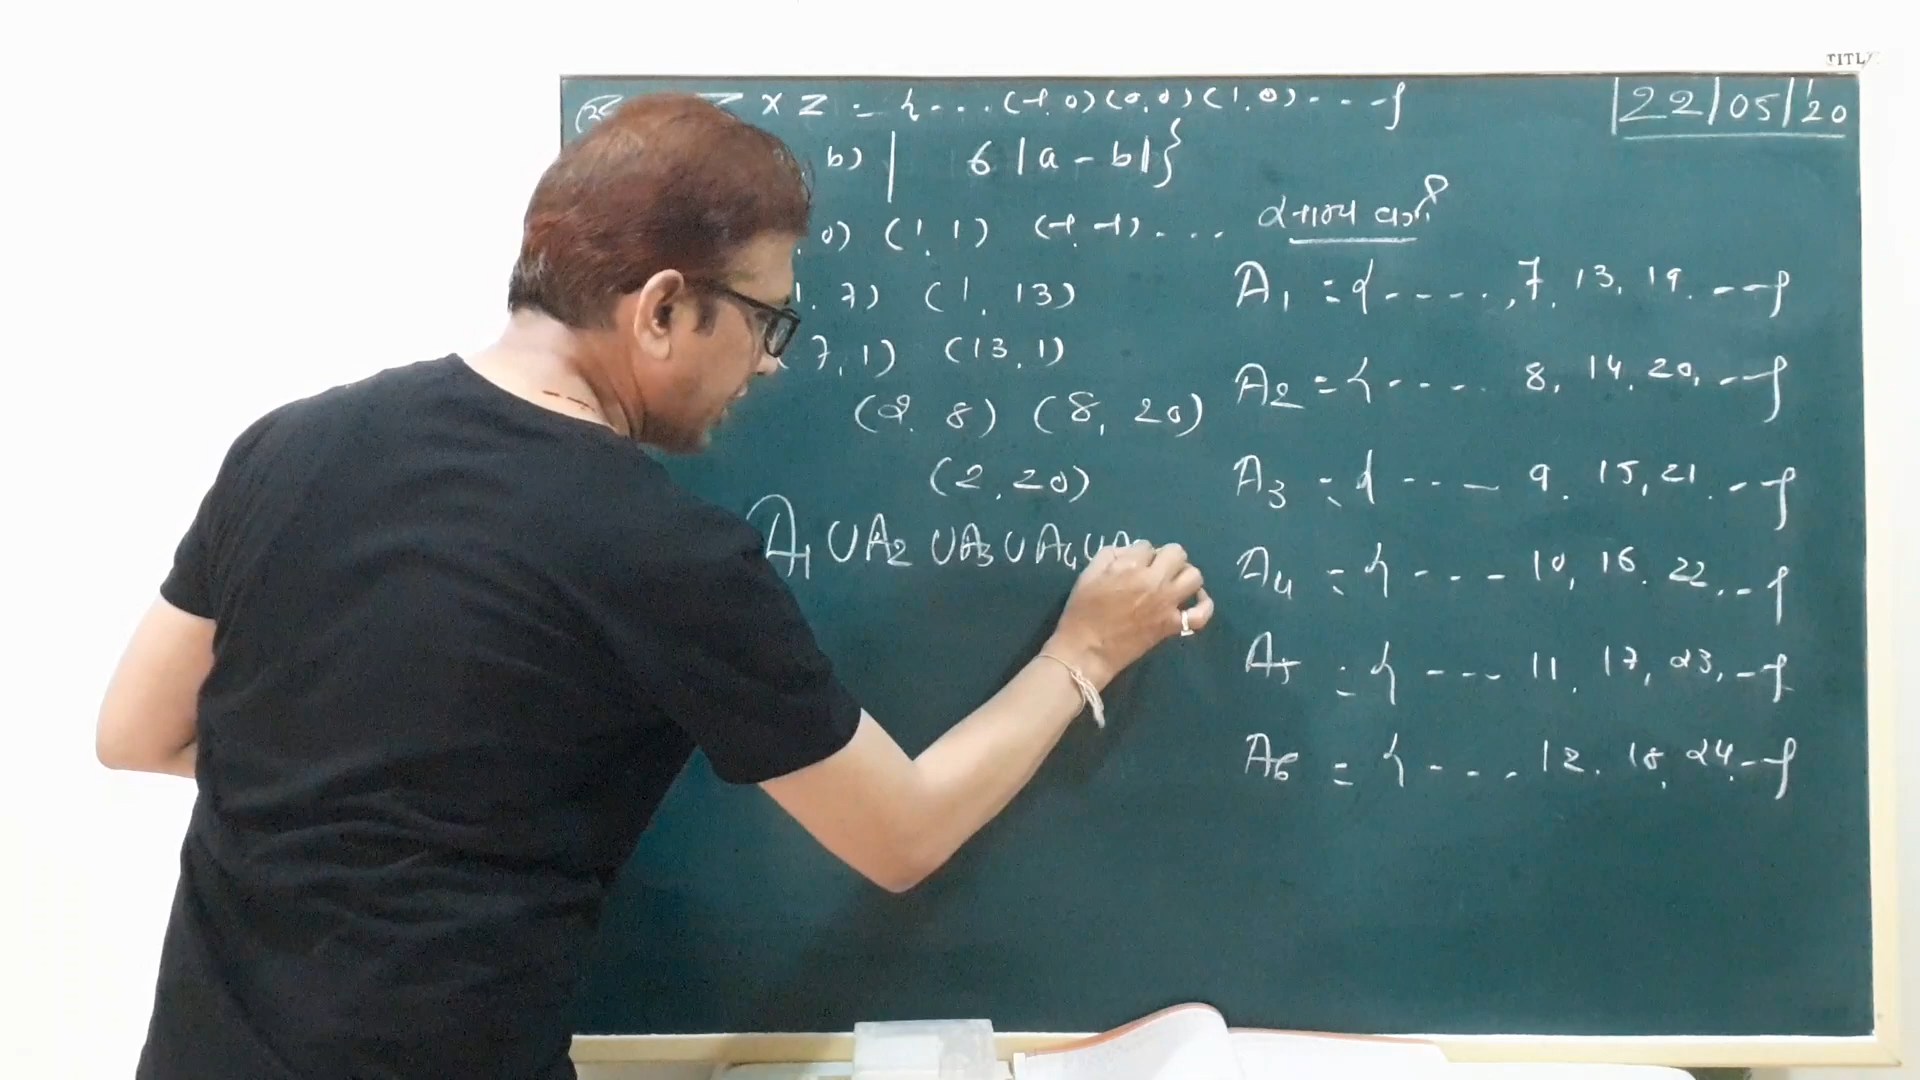 TITL
Z × Z = {... (-1, 0) (0, 0) (1, 0) ... }
22/05/'20
b) | 6 | a - b | }
0) (1, 1) (-1, -1) ...
1, 7) (1, 13)
7, 1) (13, 1)
(2, 8) (8, 20)
(2, 20)
A1 ∪ A2 ∪ A3 ∪ A4 ∪ A
A1 = { ....., 7, 13, 19, ... }
A2 = { .... 8, 14, 20, ... }
A3 = { ... 9, 15, 21, .. }
A4 = { ... 10, 16, 22, .. }
A5 = { ... 11, 17, 23, .. }
A6 = { .... 12, 18, 24, .. }